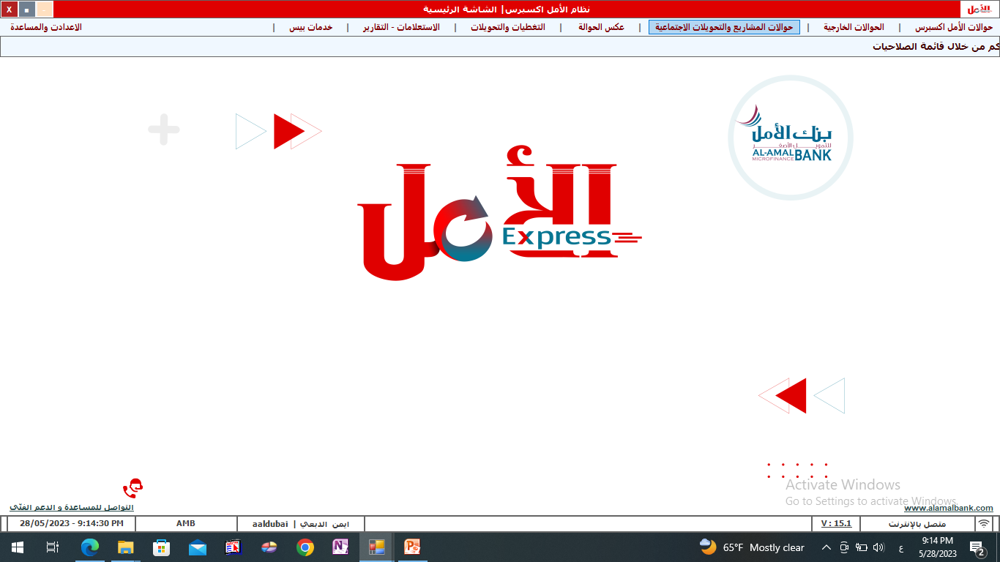 نظام الأمل اكسبرس| الشاشة الرئيسية
X
الأمل
حوالات الأمل اكسبرس | الحوالات الخارجية | حوالات المشاريع والتحويلات الاجتماعية | عكس الحوالة | التغطيات والتحويلات | الاستعلامات - التقارير | خدمات بيس | الاعدادت والمساعدة
كم من خلال قائمة الصلاحيات
بنك الأمل
للتمويل الأصغر
AL-AMAL BANK
MICROFINANCE
الأمل
Express
Activate Windows
Go to Settings to activate Windows.
التواصل للمساعدة و الدعم الفنّي
www.alamalbank.com
28/05/2023 - 9:14:30 PM
AMB
aaldubai | ايمن الدبعي
V : 15.1
متصل بالإنترنت
65°F Mostly clear
ع
9:14 PM
5/28/2023
2